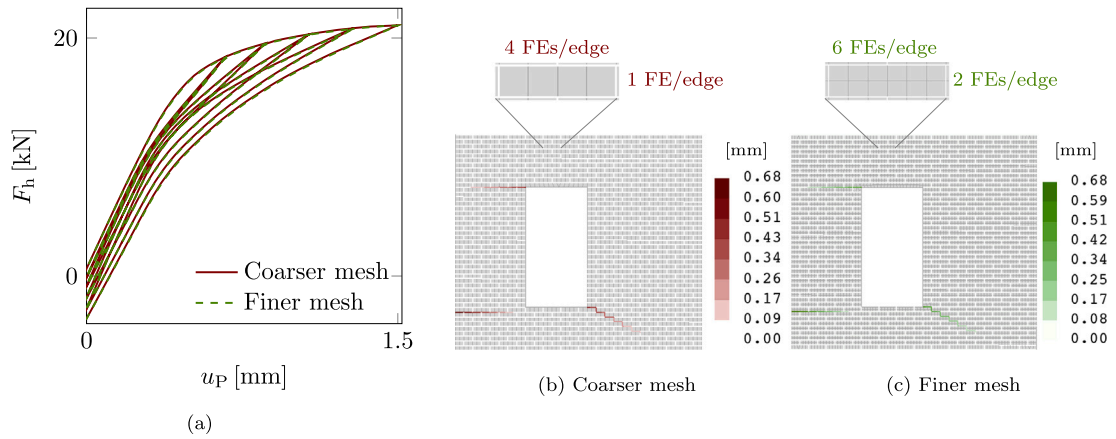 20
0
F_h [kN]
Coarser mesh
Finer mesh
0
1.5
u_P [mm]
(a)
4 FEs/edge
1 FE/edge
[mm]
0.68
0.60
0.51
0.43
0.34
0.26
0.17
0.09
0.00
(b) Coarser mesh
6 FEs/edge
2 FEs/edge
[mm]
0.68
0.59
0.51
0.42
0.34
0.25
0.17
0.08
0.00
(c) Finer mesh